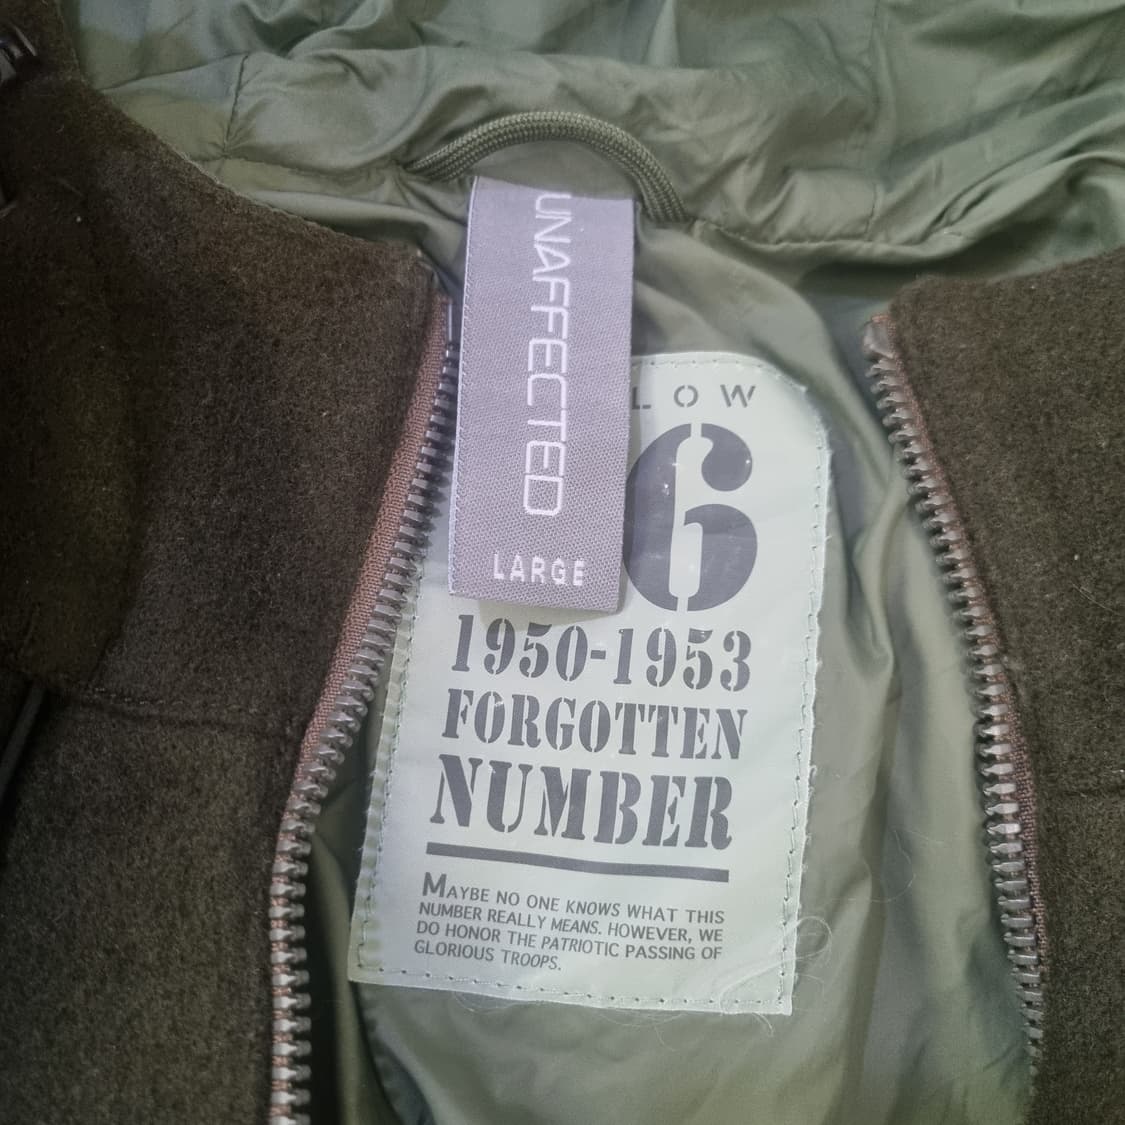 UNAFFECTED
LARGE
LOW
6
1950-1953
FORGOTTEN
NUMBER
MAYBE NO ONE KNOWS WHAT THIS
NUMBER REALLY MEANS. HOWEVER, WE
DO HONOR THE PATRIOTIC PASSING OF
GLORIOUS TROOPS.